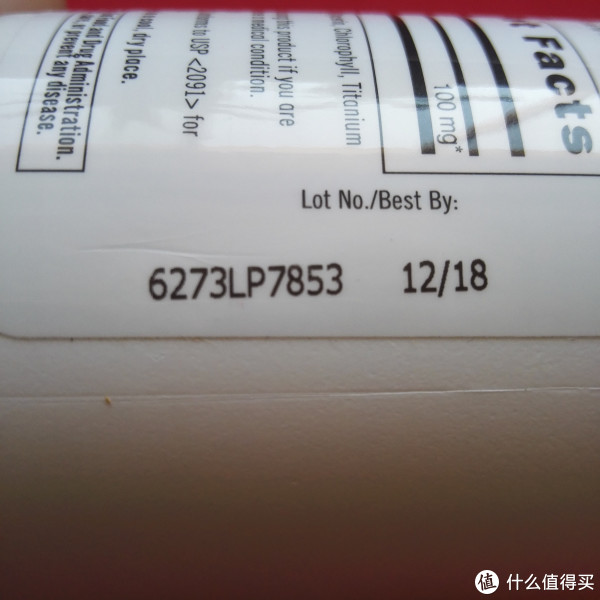 Lot No./Best By:
6273LP7853 12/18
t Facts
100 mg*
Chlorophyll, Titanium
this product if you are
medical condition.
to USP <2091> for
dry place.
and Drug Administration.
prevent any disease.
值 什么值得买